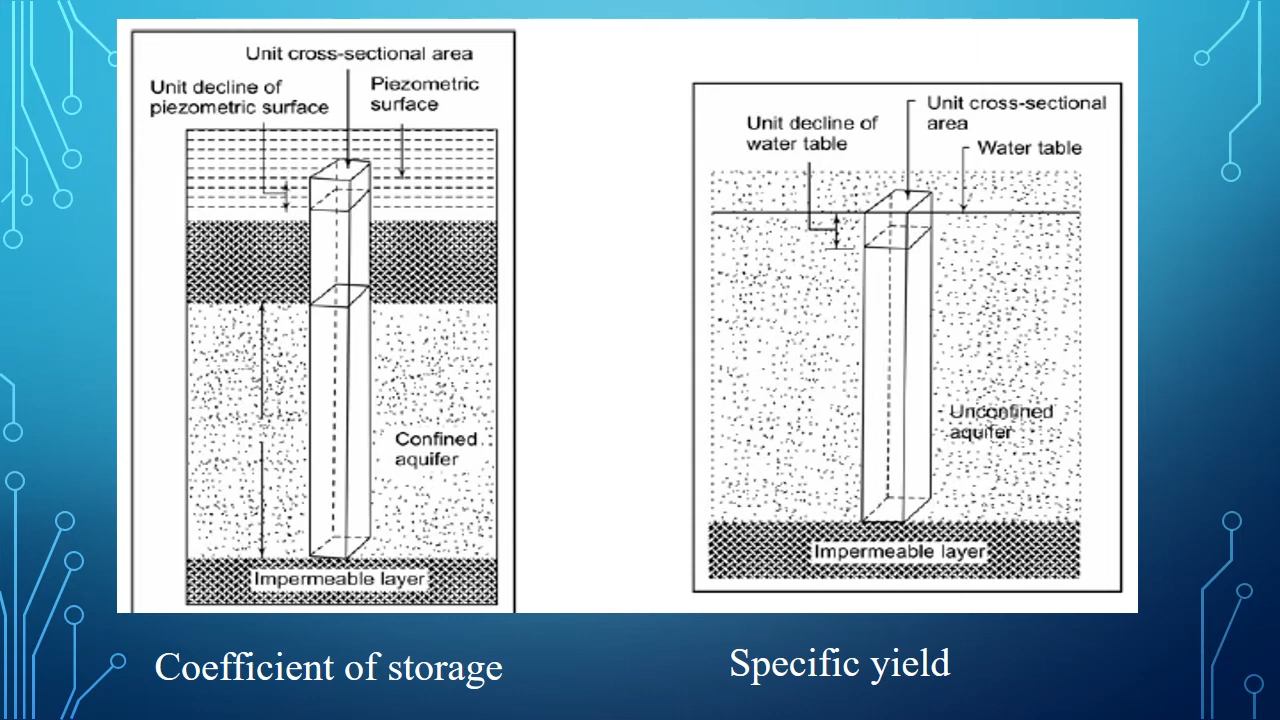 Unit cross-sectional area
Unit decline of
piezometric surface
Piezometric
surface
Confined
aquifer
Impermeable layer
Coefficient of storage
Unit decline of
water table
Unit cross-sectional
area
Water table
Unconfined
aquifer
Impermeable layer
Specific yield